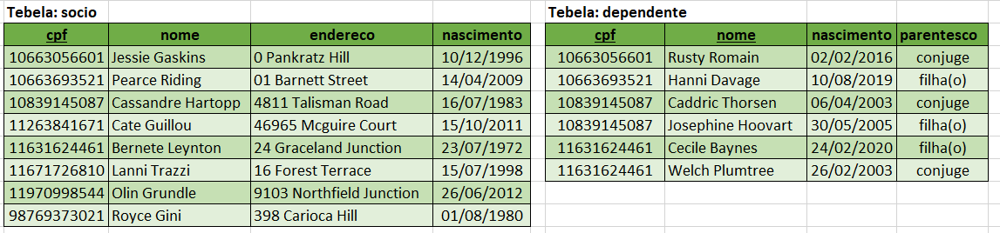 Tebela: socio
cpf nome endereco nascimento
10663056601 Jessie Gaskins 0 Pankratz Hill 10/12/1996
10663693521 Pearce Riding 01 Barnett Street 14/04/2009
10839145087 Cassandre Hartopp 4811 Talisman Road 16/07/1983
11263841671 Cate Guillou 46965 Mcguire Court 15/10/2011
11631624461 Bernete Leynton 24 Graceland Junction 23/07/1972
11671726810 Lanni Trazzi 16 Forest Terrace 15/07/1998
11970998544 Olin Grundle 9103 Northfield Junction 26/06/2012
98769373021 Royce Gini 398 Carioca Hill 01/08/1980
Tebela: dependente
cpf nome nascimento parentesco
10663056601 Rusty Romain 02/02/2016 conjuge
10663693521 Hanni Davage 10/08/2019 filha(o)
10839145087 Caddric Thorsen 06/04/2003 conjuge
10839145087 Josephine Hoovart 30/05/2005 filha(o)
11631624461 Cecile Baynes 24/02/2020 filha(o)
11631624461 Welch Plumtree 26/02/2003 conjuge